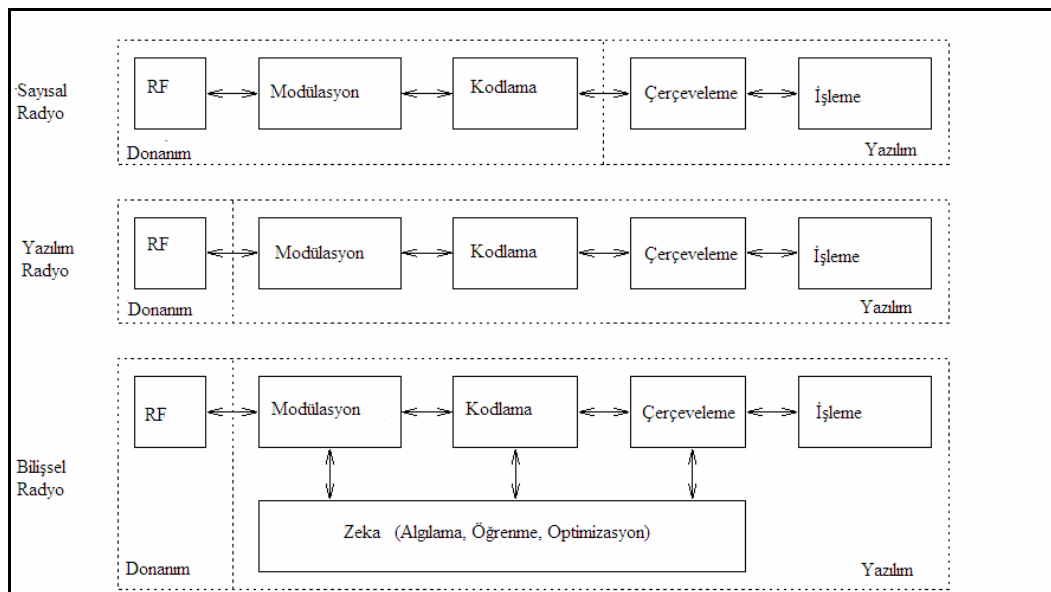 Sayısal
Radyo
RF
Modülasyon
Kodlama
Çerçeveleme
İşleme
Donanım
Yazılım
Yazılım
Radyo
RF
Modülasyon
Kodlama
Çerçeveleme
İşleme
Donanım
Yazılım
Bilişsel
Radyo
RF
Modülasyon
Kodlama
Çerçeveleme
İşleme
Zeka (Algılama, Öğrenme, Optimizasyon)
Donanım
Yazılım